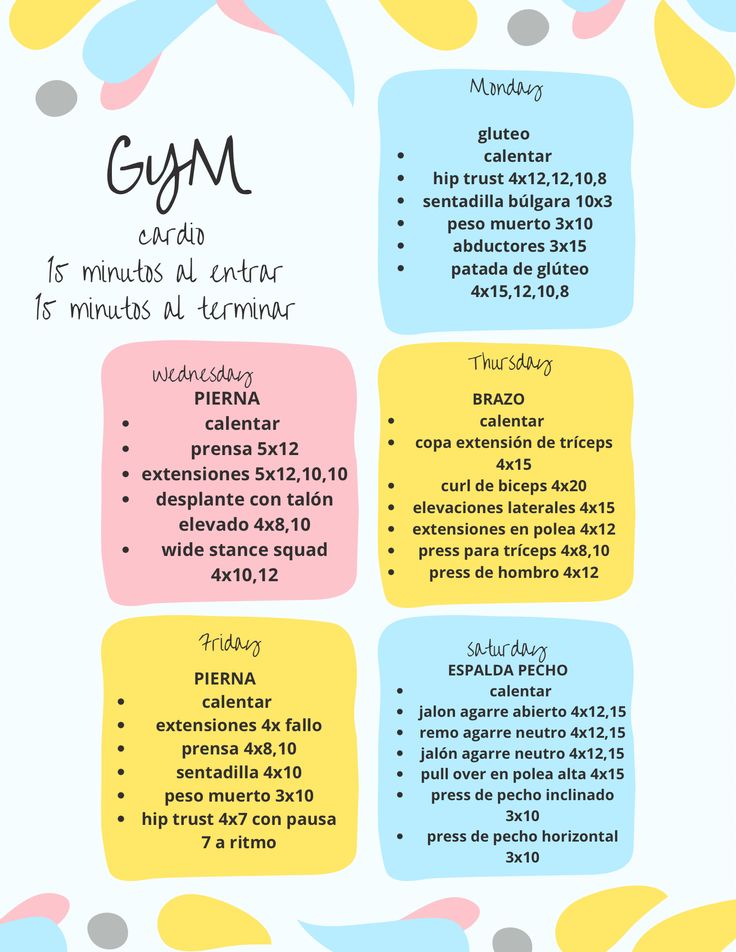 GYM
cardio
15 minutos al entrar
15 minutos al terminar
Monday
gluteo
• calentar
• hip trust 4x12,12,10,8
• sentadilla búlgara 10x3
• peso muerto 3x10
• abductores 3x15
• patada de glúteo
4x15,12,10,8
Wednesday
PIERNA
• calentar
• prensa 5x12
• extensiones 5x12,10,10
• desplante con talón
elevado 4x8,10
• wide stance squad
4x10,12
Thursday
BRAZO
• calentar
• copa extensión de tríceps
4x15
• curl de biceps 4x20
• elevaciones laterales 4x15
• extensiones en polea 4x12
• press para tríceps 4x8,10
• press de hombro 4x12
Friday
PIERNA
• calentar
• extensiones 4x fallo
• prensa 4x8,10
• sentadilla 4x10
• peso muerto 3x10
• hip trust 4x7 con pausa
7 a ritmo
saturday
ESPALDA PECHO
• calentar
• jalon agarre abierto 4x12,15
• remo agarre neutro 4x12,15
• jalón agarre neutro 4x12,15
• pull over en polea alta 4x15
• press de pecho inclinado
3x10
• press de pecho horizontal
3x10